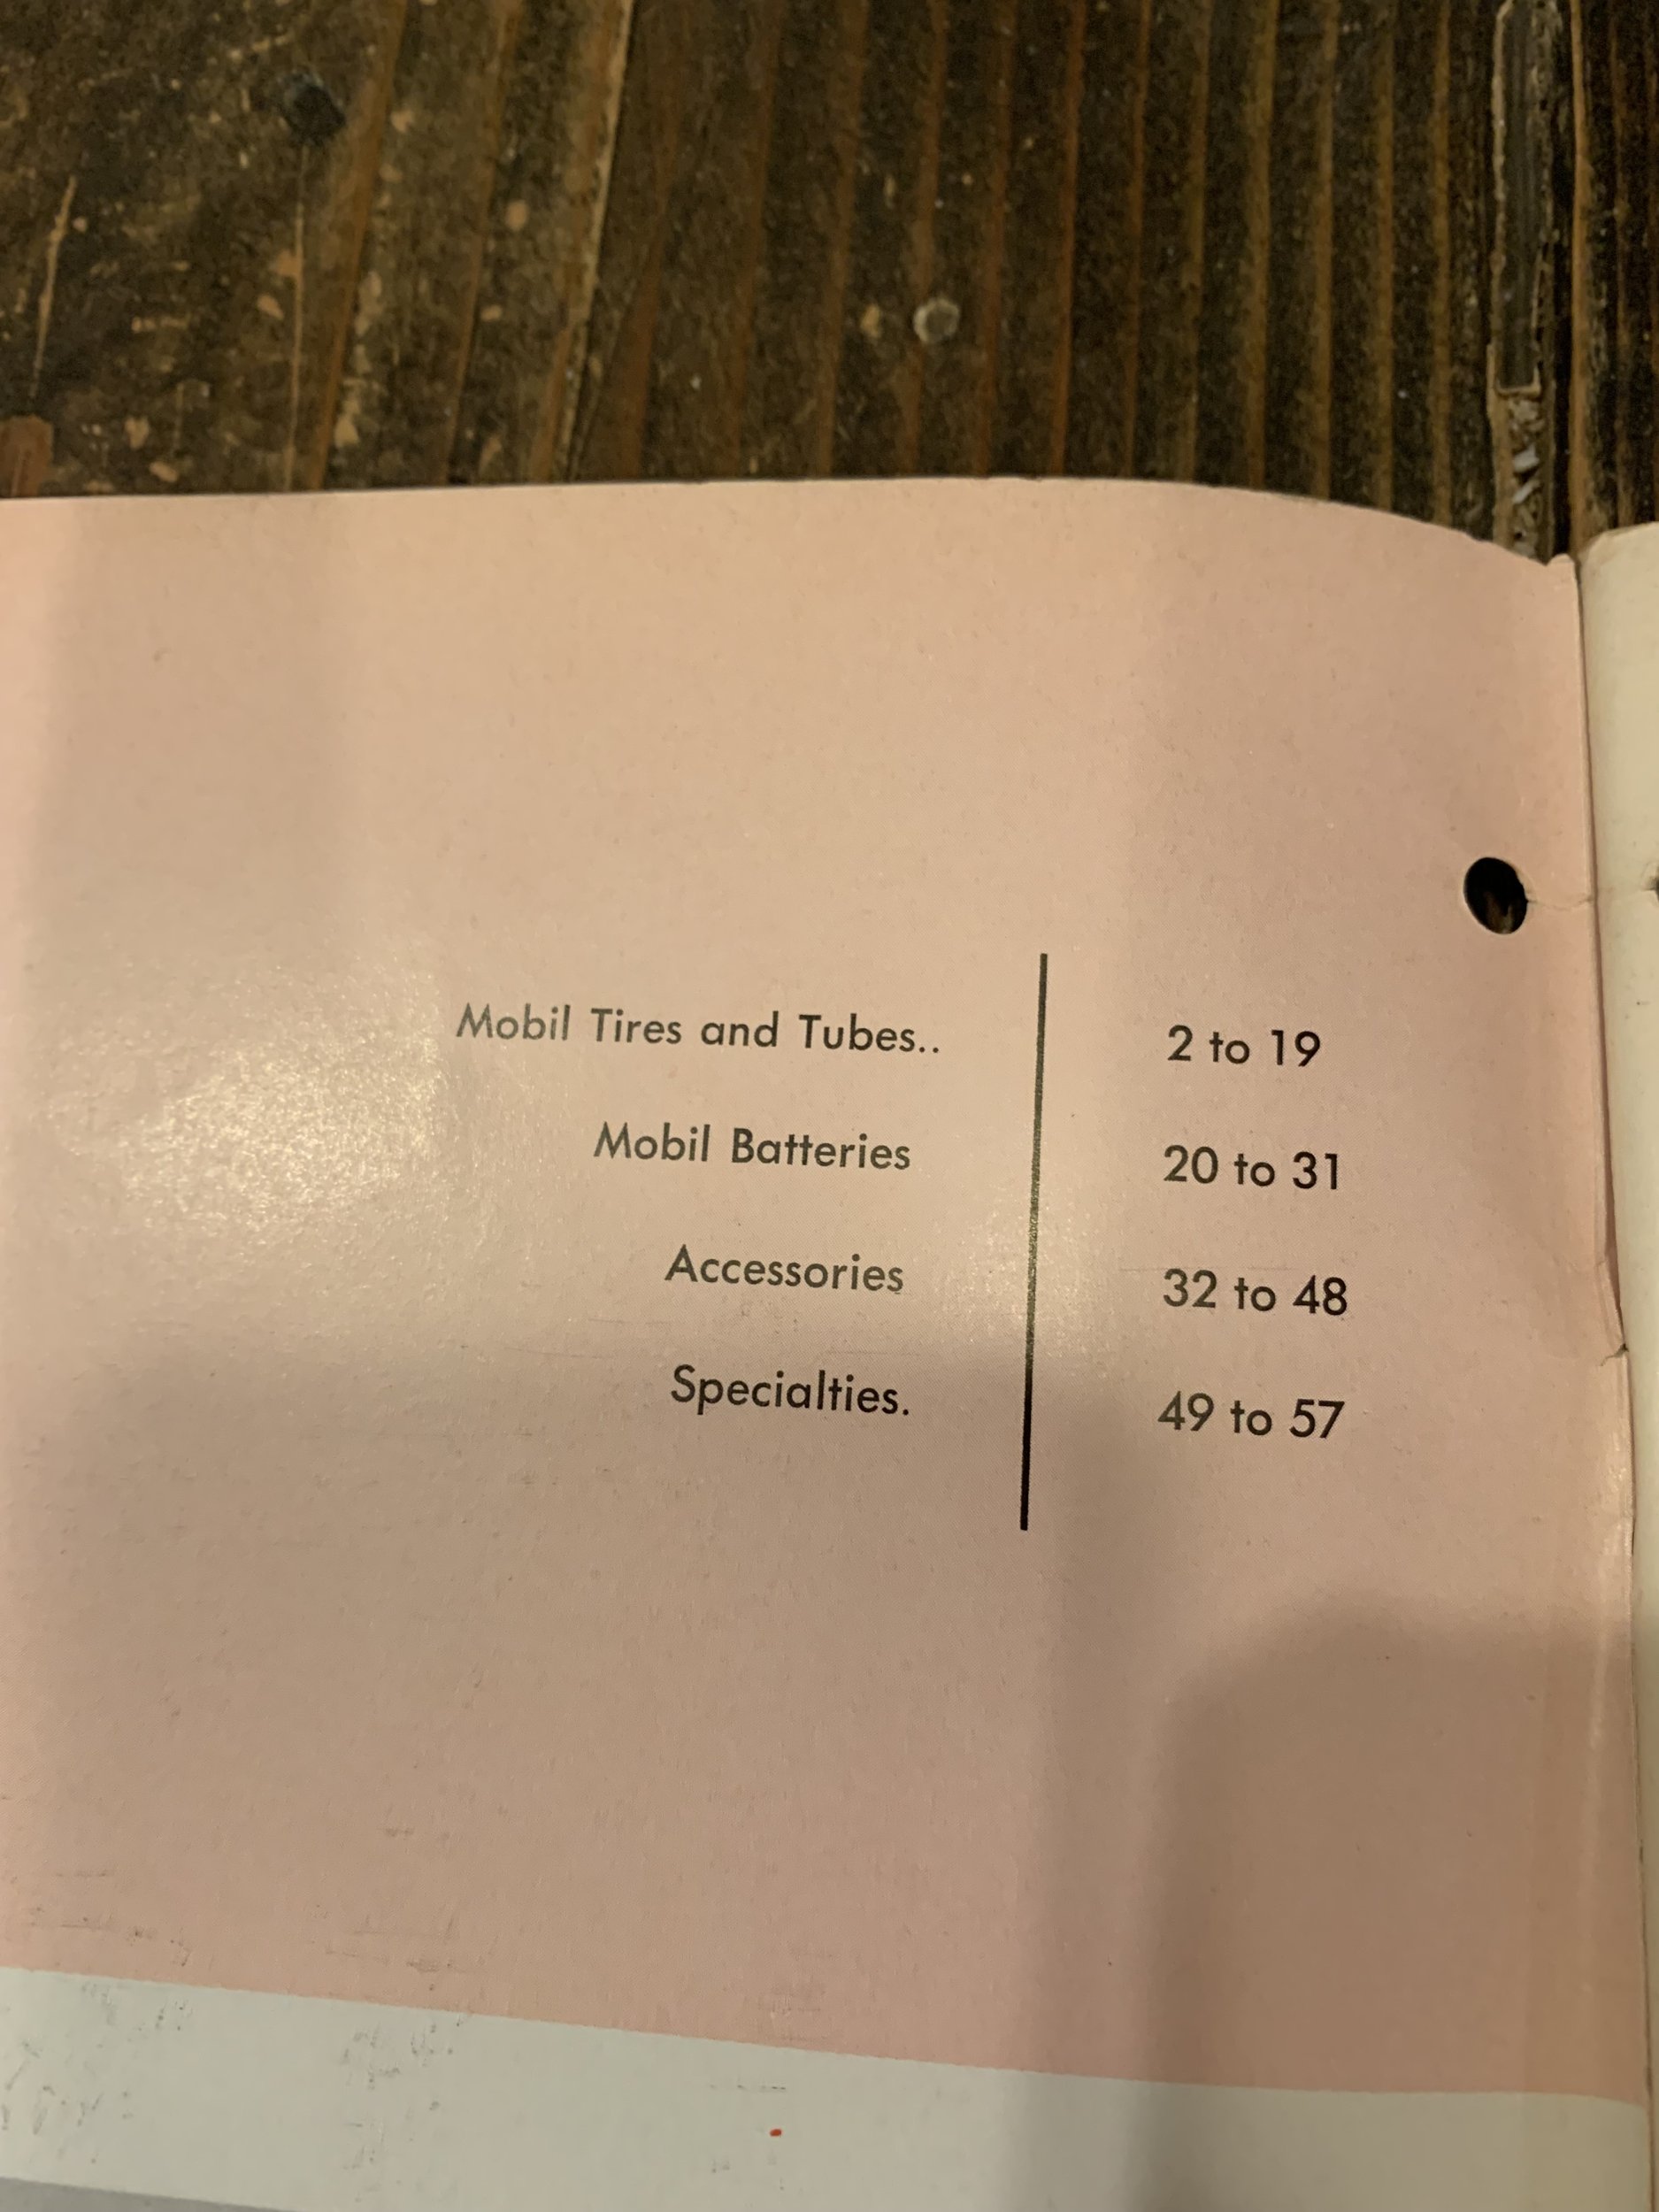 Mobil Tires and Tubes.. 2 to 19
Mobil Batteries 20 to 31
Accessories 32 to 48
Specialties. 49 to 57